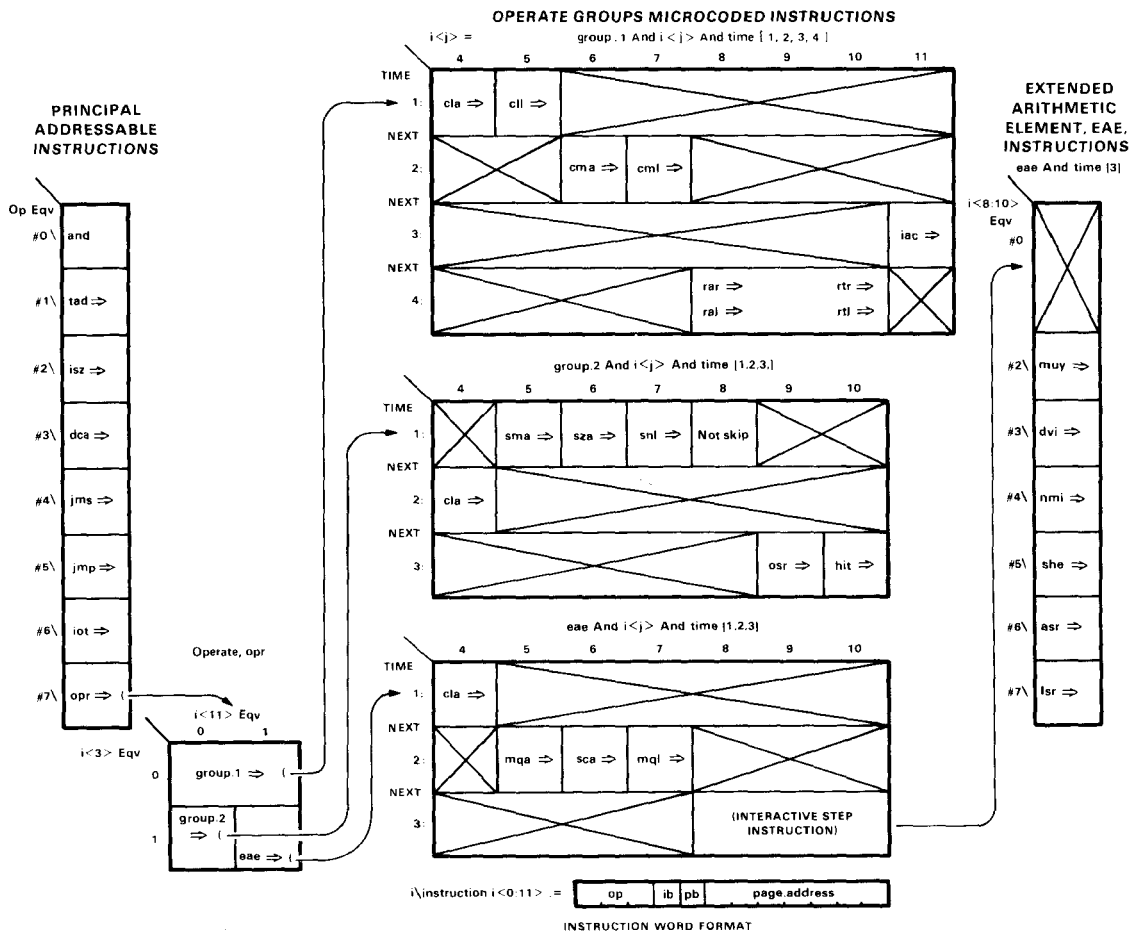 OPERATE GROUPS MICROCODED INSTRUCTIONS
i<j> = group.1 And i<j> And time [1, 2, 3, 4]
4 5 6 7 8 9 10 11
TIME
1: cla ⇒ cll ⇒
NEXT
2: cma ⇒ cml ⇒
NEXT
3: iac ⇒
NEXT
4: rar ⇒ rtr ⇒
ral ⇒ rtl ⇒
PRINCIPAL
ADDRESSABLE
INSTRUCTIONS
Op Eqv
#0\ and
#1\ tad ⇒
#2\ isz ⇒
#3\ dca ⇒
#4\ jms ⇒
#5\ jmp ⇒
#6\ iot ⇒
#7\ opr ⇒ (
Operate, opr
i<11> Eqv
0 1
i<3> Eqv
0 group.1 ⇒ (
1 group.2
⇒ (
eae ⇒ (
group.2 And i<j> And time [1.2.3,]
4 5 6 7 8 9 10
TIME
1: sma ⇒ sza ⇒ snl ⇒ Not skip
NEXT
2: cla ⇒
NEXT
3: osr ⇒ hlt ⇒
eae And i<j> And time [1.2.3]
4 5 6 7 8 9 10
TIME
1: cla ⇒
NEXT
2: mqa ⇒ sca ⇒ mql ⇒
NEXT
3: (INTERACTIVE STEP
INSTRUCTION)
EXTENDED
ARITHMETIC
ELEMENT, EAE,
INSTRUCTIONS
eae And time [3]
i<8:10>
Eqv
#0
#2\ muy ⇒
#3\ dvi ⇒
#4\ nmi ⇒
#5\ she ⇒
#6\ asr ⇒
#7\ lsr ⇒
i\instruction i<0:11> .= op ib pb page.address
INSTRUCTION WORD FORMAT